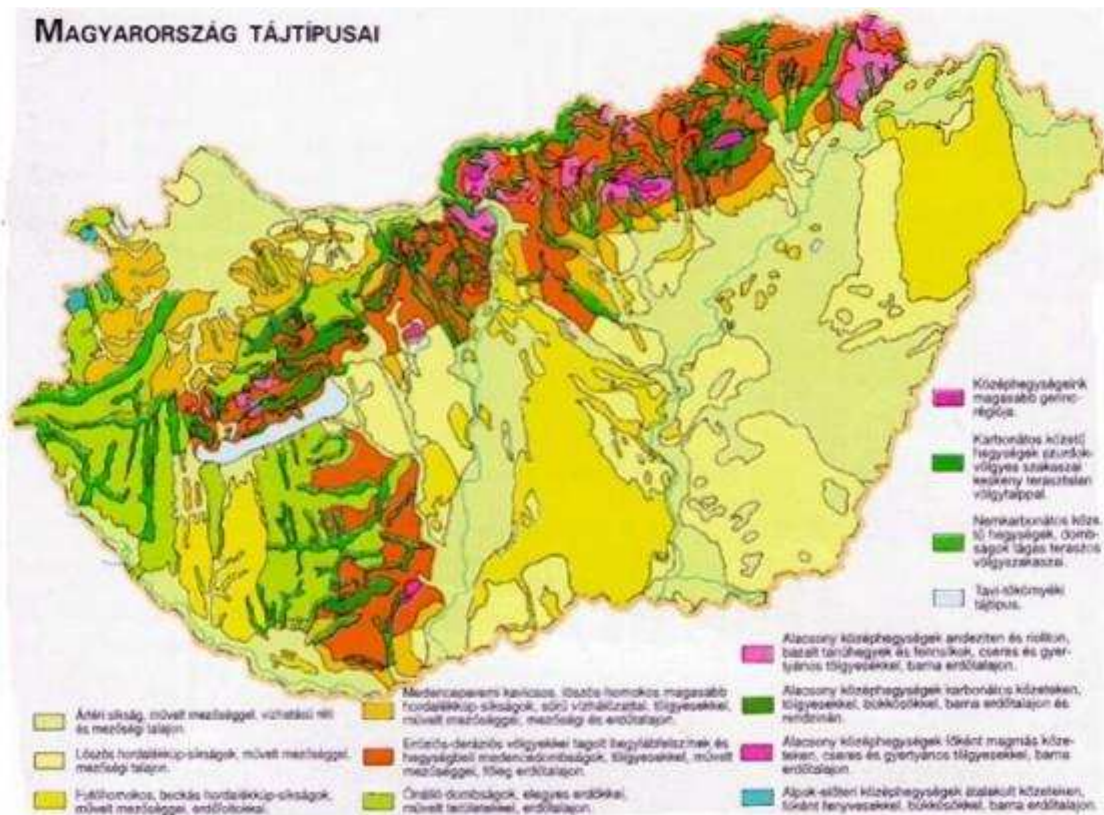 MAGYARORSZÁG TÁJTÍPUSAI
Középhegységeink
magasabb gerinc-
régiója.
Karbonátos kőzetű
hegységek szurdok-
völgyes szakaszai
keskeny terasztalan
völgytalppal.
Nemkarbonátos kőze-
tű hegységek, domb-
ságok tágas teraszos
völgyszakaszai.
Tavi-tókörnyéki
tájtípus.
Alacsony középhegységek andeziten és rioliton,
bazalt tanúhegyek és fennsíkok, cseres és gyer-
tyános tölgyesekkel, barna erdőtalajon.
Alacsony középhegységek karbonátos kőzeteken,
tölgyesekkel, bükkösökkel, barna erdőtalajon és
rendzinán.
Alacsony középhegységek főként magmás kőze-
teken, cseres és gyertyános tölgyesekkel, barna
erdőtalajon.
Alpok-előteri középhegységek átalakult kőzeteken,
főként fenyvesekkel, bükkösökkel, barna erdőtalajon.
Medenceperemi kavicsos, löszös-homokos magasabb
hordalékkúp-síkságok, sűrű vízhálózattal, tölgyesekkel,
művelt mezőséggel, mezőségi és erdőtalajon.
Eróziós-deráziós völgyekkel tagolt hegylábfelszínek és
hegységbeli medencedombságok, tölgyesekkel, művelt
mezőséggel, főleg erdőtalajon.
Önálló dombságok, elegyes erdőkkel,
művelt területekkel, erdőtalajon.
Ártéri síkság, művelt mezőséggel, vízhatású réti
és mezőségi talajon.
Löszös hordalékkúp-síkságok, művelt mezőséggel,
mezőségi talajon.
Futóhomokos, buckás hordalékkúp-síkságok,
művelt mezőséggel, erdőfoltokkal.